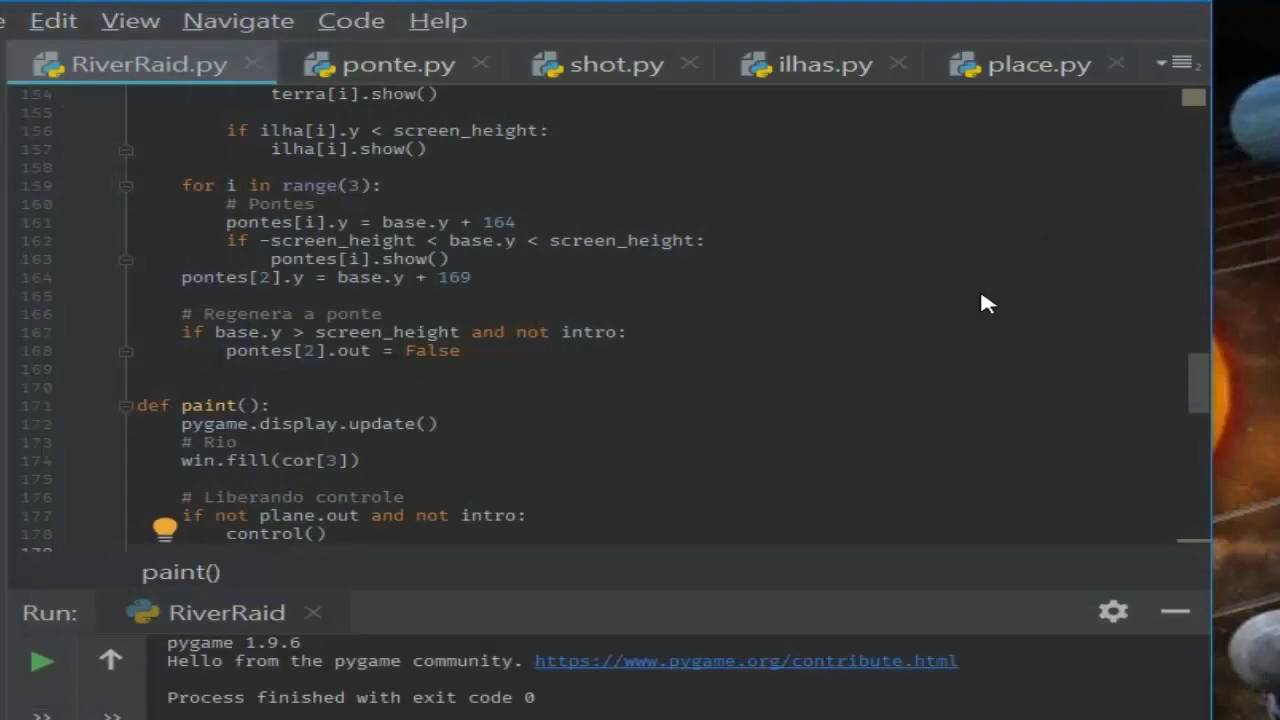 Edit View Navigate Code Help
RiverRaid.py ponte.py shot.py ilhas.py place.py
154 terra[i].show()
155
156 if ilha[i].y < screen_height:
157 ilha[i].show()
158
159 for i in range(3):
160 # Pontes
161 pontes[i].y = base.y + 164
162 if -screen_height < base.y < screen_height:
163 pontes[i].show()
164 pontes[2].y = base.y + 169
165
166 # Regenera a ponte
167 if base.y > screen_height and not intro:
168 pontes[2].out = False
169
170
171 def paint():
172 pygame.display.update()
173 # Rio
174 win.fill(cor[3])
175
176 # Liberando controle
177 if not plane.out and not intro:
178 control()
paint()
Run: RiverRaid
pygame 1.9.6
Hello from the pygame community. https://www.pygame.org/contribute.html
Process finished with exit code 0